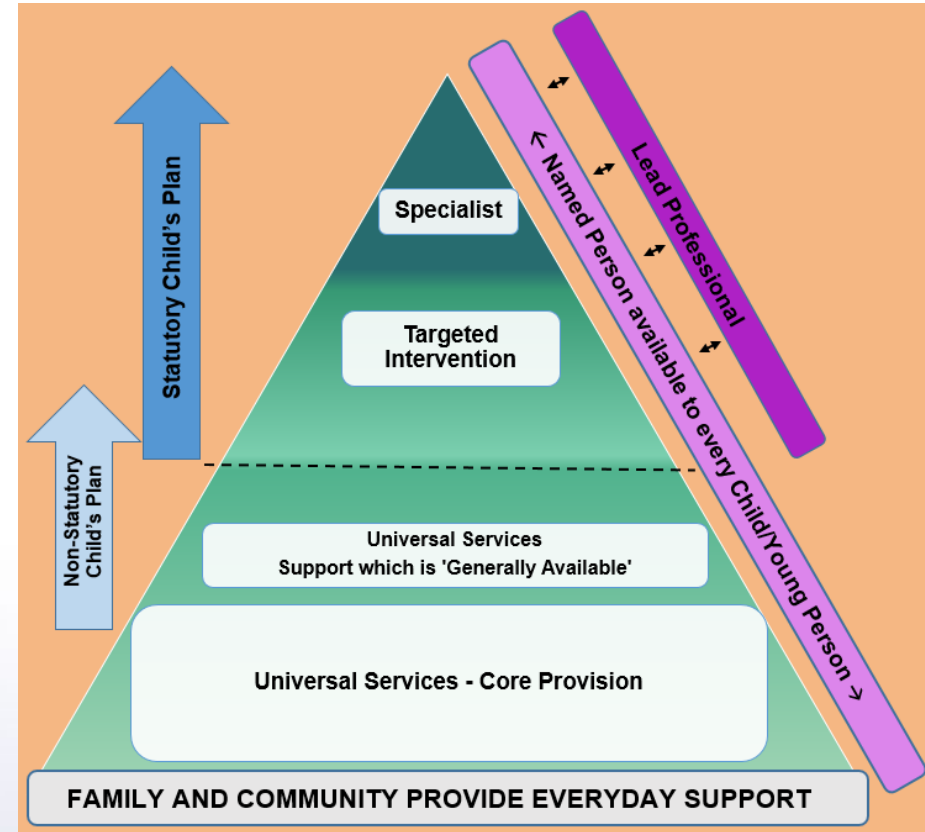 Statutory Child's Plan
Non-Statutory
Child's Plan
Specialist
Targeted
Intervention
Universal Services
Support which is 'Generally Available'
Universal Services - Core Provision
FAMILY AND COMMUNITY PROVIDE EVERYDAY SUPPORT
← Named Person available to every Child/Young Person →
Lead Professional